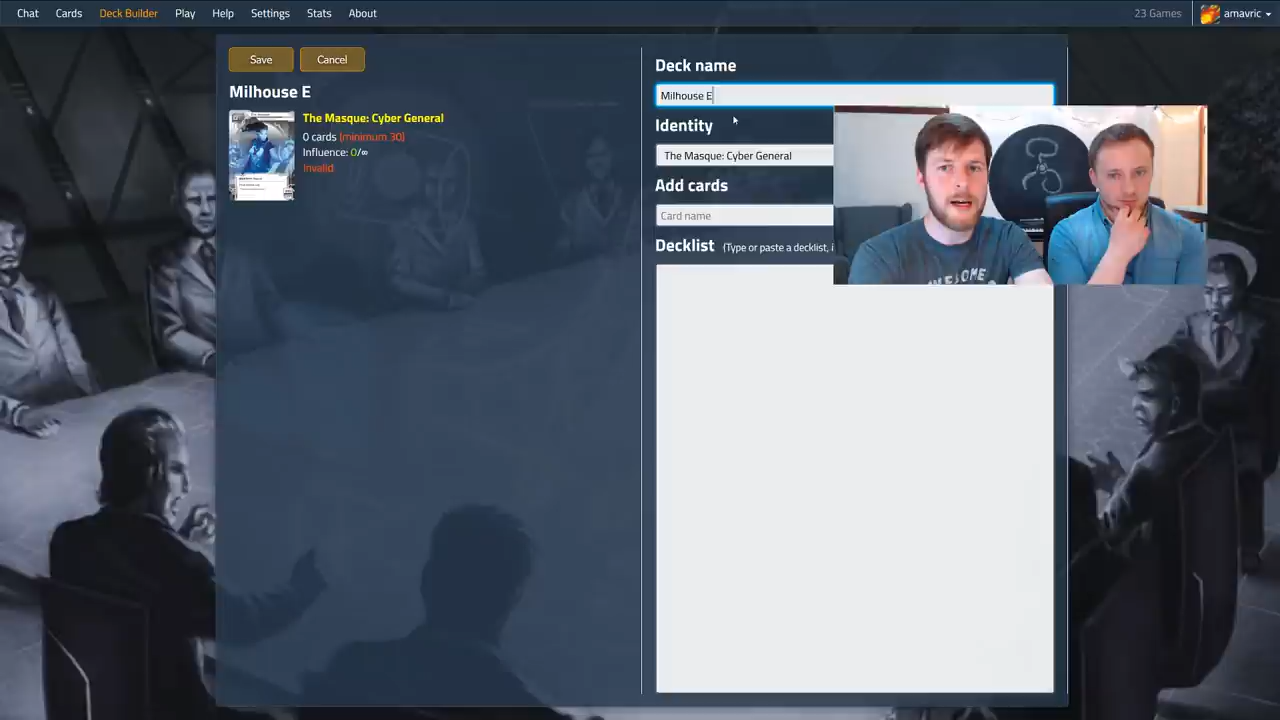 Chat Cards Deck Builder Play Help Settings Stats About 23 Games amavric
Save Cancel
Milhouse E
The Masque: Cyber General
0 cards (minimum 30)
Influence: 0/∞
Invalid
Deck name
Milhouse E
Identity
The Masque: Cyber General
Add cards
Card name
Decklist (Type or paste a decklist, i
AWESOME